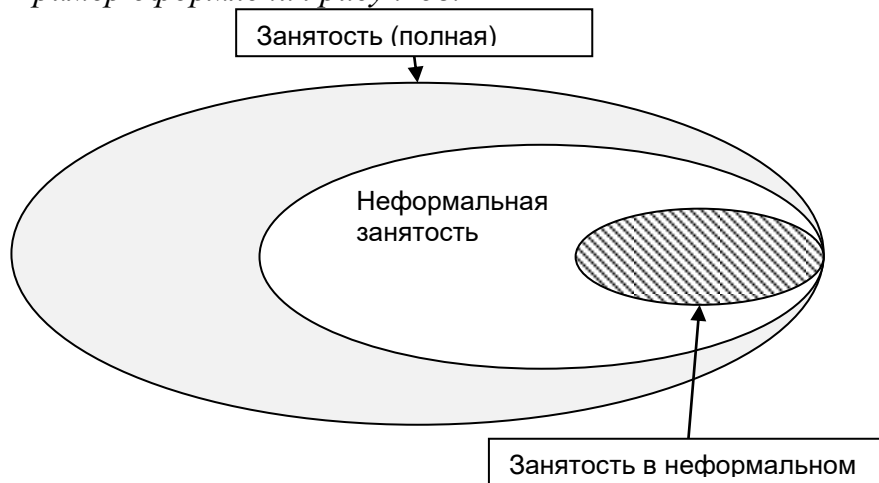 Занятость (полная)
Неформальная
занятость
Занятость в неформальном